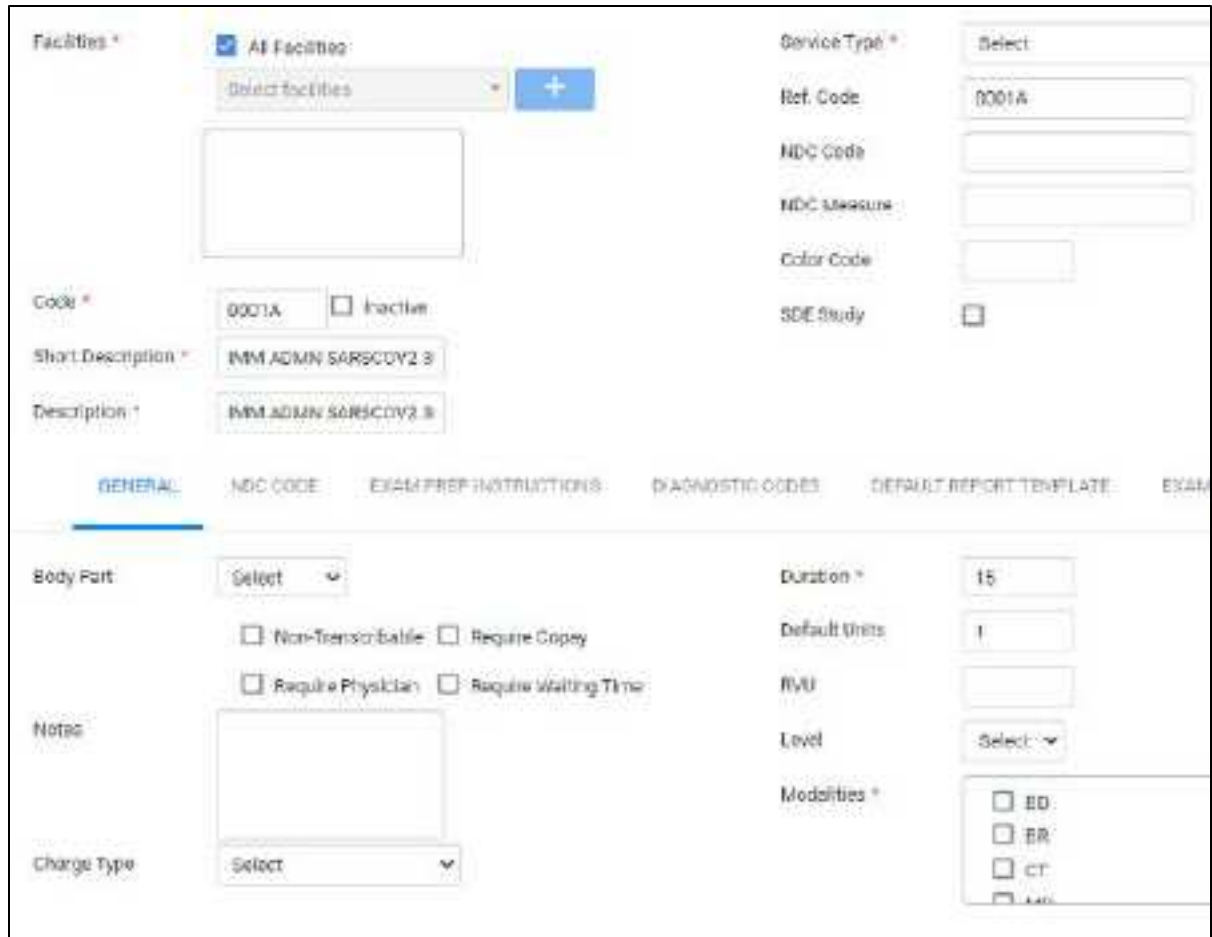 Facilities *
All Facilities
Select facilities
+
Code *
0001A
Inactive
Short Description *
IMM ADMN SARSCOV2 3
Description *
IMM ADMN SARSCOV2 3
Service Type *
Select
Ref. Code
0001A
NDC Code
NDC Measure
Color Code
SDE Study
GENERAL
NDC CODE
EXAM PREP INSTRUCTIONS
DIAGNOSTIC CODES
DEFAULT REPORT TEMPLATE
EXAM
Body Part
Select
Non-Transcribable
Require Copay
Require Physician
Require Waiting Time
Notes
Charge Type
Select
Duration *
15
Default Units
1
RVU
Level
Select
Modalities *
BD
BR
CT